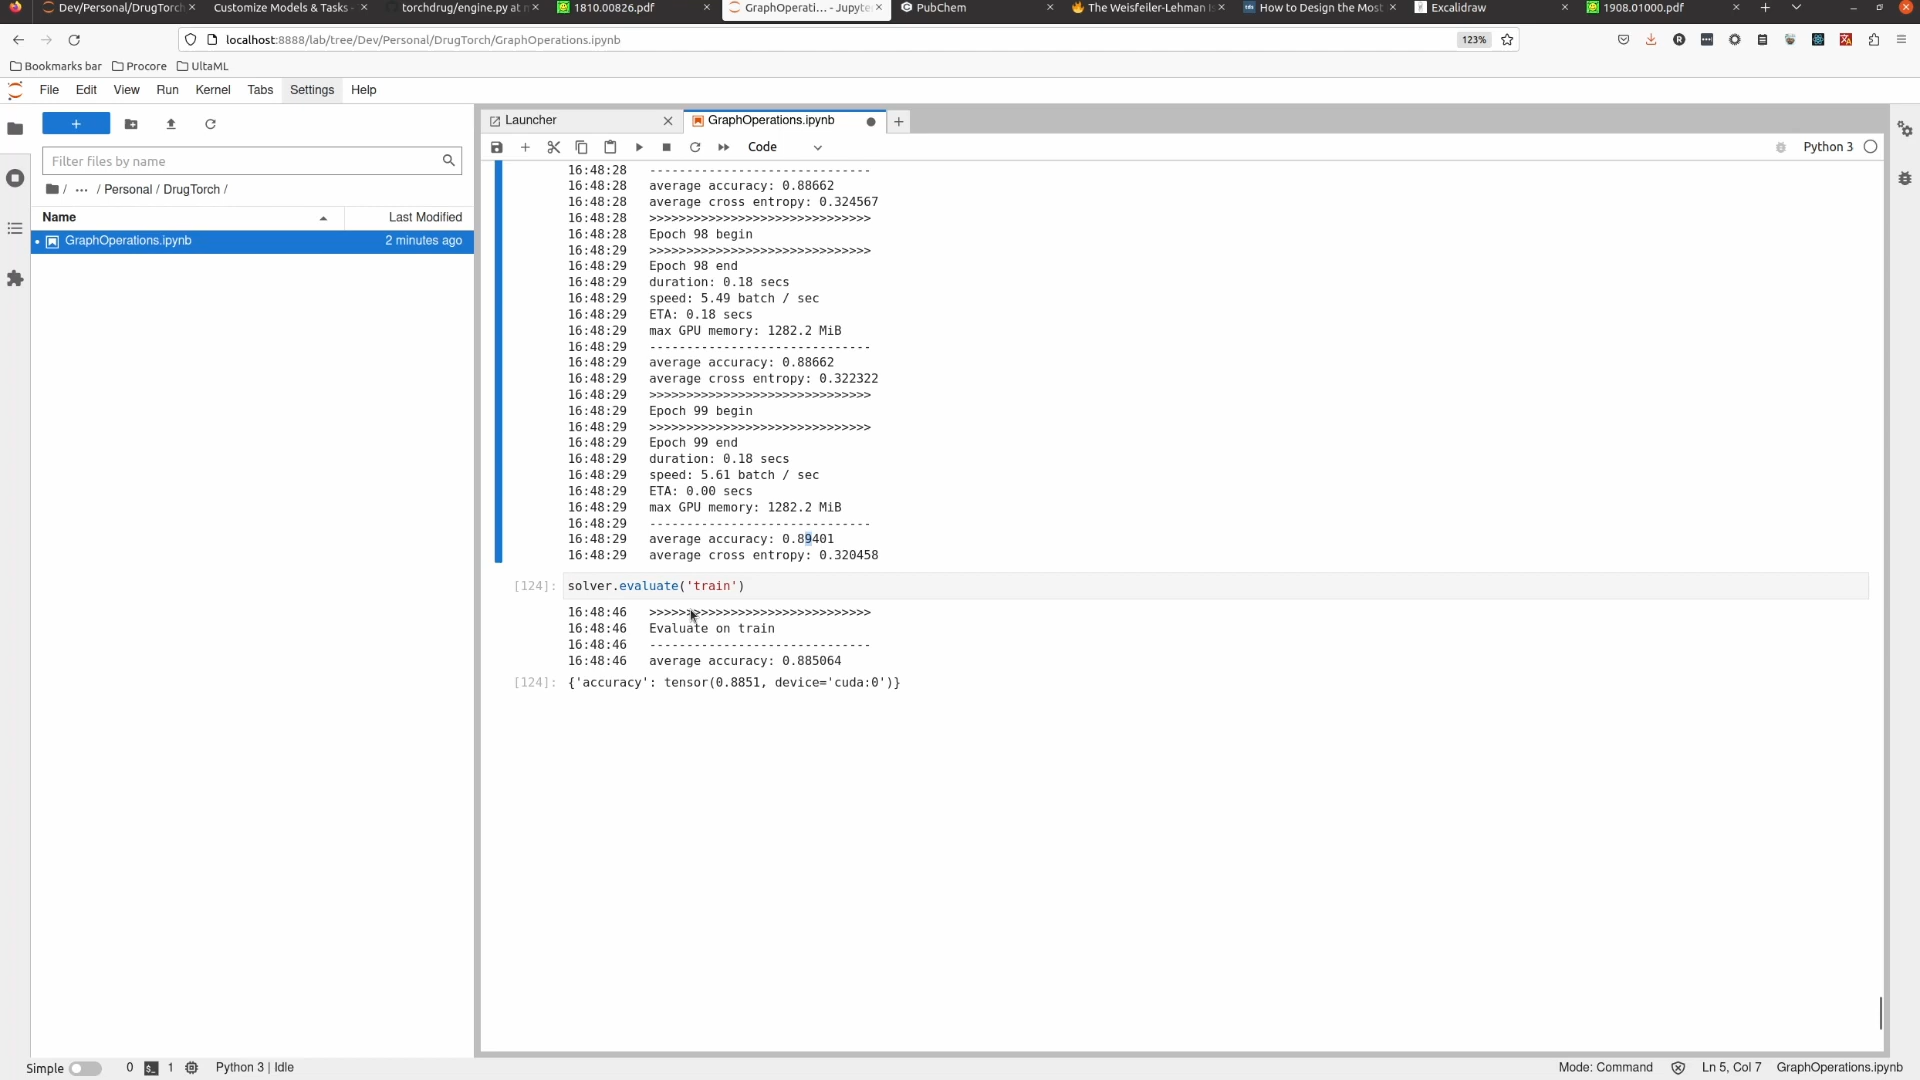 Dev/Personal/DrugTorch
Customize Models & Tasks
torchdrug/engine.py at m
1810.00826.pdf
GraphOperati... - Jupyte
PubChem
The Weisfeiler-Lehman Is
How to Design the Most
Excalidraw
1908.01000.pdf
localhost:8888/lab/tree/Dev/Personal/DrugTorch/GraphOperations.ipynb
123%
Bookmarks bar
Procore
UltaML
File
Edit
View
Run
Kernel
Tabs
Settings
Help
Launcher
GraphOperations.ipynb
Code
Python 3
Filter files by name
/ ... / Personal / DrugTorch /
Name
Last Modified
GraphOperations.ipynb
2 minutes ago
16:48:28 ------------------------------
16:48:28 average accuracy: 0.88662
16:48:28 average cross entropy: 0.324567
16:48:28 >>>>>>>>>>>>>>>>>>>>>>>>>>>>>>
16:48:28 Epoch 98 begin
16:48:29 >>>>>>>>>>>>>>>>>>>>>>>>>>>>>>
16:48:29 Epoch 98 end
16:48:29 duration: 0.18 secs
16:48:29 speed: 5.49 batch / sec
16:48:29 ETA: 0.18 secs
16:48:29 max GPU memory: 1282.2 MiB
16:48:29 ------------------------------
16:48:29 average accuracy: 0.88662
16:48:29 average cross entropy: 0.322322
16:48:29 >>>>>>>>>>>>>>>>>>>>>>>>>>>>>>
16:48:29 Epoch 99 begin
16:48:29 >>>>>>>>>>>>>>>>>>>>>>>>>>>>>>
16:48:29 Epoch 99 end
16:48:29 duration: 0.18 secs
16:48:29 speed: 5.61 batch / sec
16:48:29 ETA: 0.00 secs
16:48:29 max GPU memory: 1282.2 MiB
16:48:29 ------------------------------
16:48:29 average accuracy: 0.89401
16:48:29 average cross entropy: 0.320458
[124]: solver.evaluate('train')
16:48:46 >>>>>>>>>>>>>>>>>>>>>>>>>>>>>>
16:48:46 Evaluate on train
16:48:46 ------------------------------
16:48:46 average accuracy: 0.885064
[124]: {'accuracy': tensor(0.8851, device='cuda:0')}
Simple
0
1
Python 3 | Idle
Mode: Command
Ln 5, Col 7
GraphOperations.ipynb